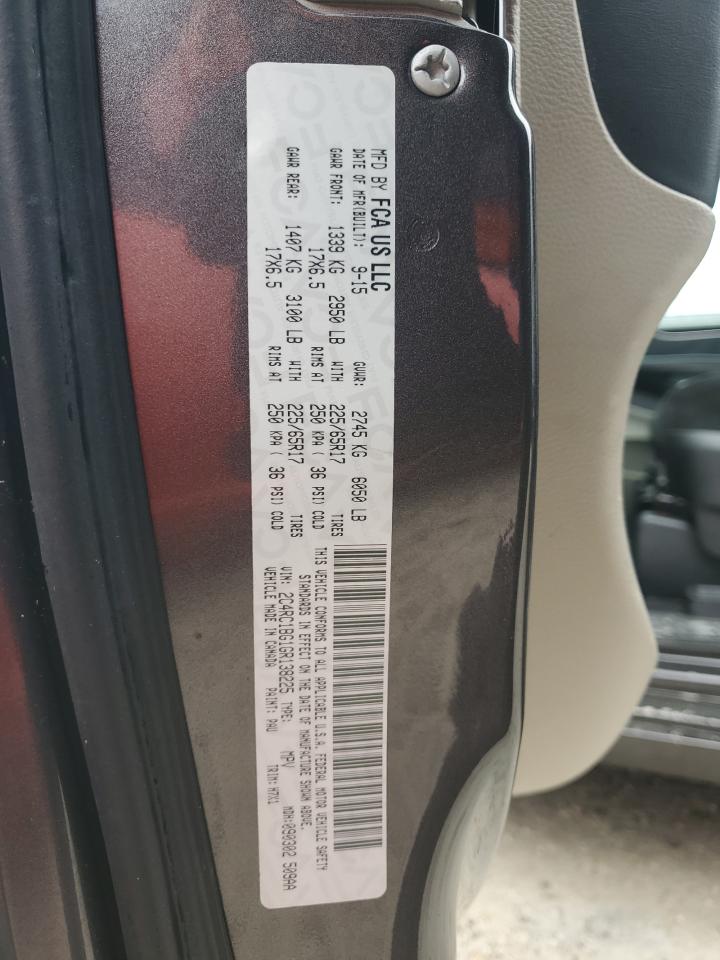 MFD BY FCA US LLC
DATE OF MFR(BUILT): 9-15 GVWR: 2745 KG 6050 LB
GAWR FRONT: 1339 KG 2950 LB WITH 225/65R17 TIRES
17X6.5 RIMS AT 250 KPA ( 36 PSI) COLD
GAWR REAR: 1407 KG 3100 LB WITH 225/65R17 TIRES
17X6.5 RIMS AT 250 KPA ( 36 PSI) COLD
THIS VEHICLE CONFORMS TO ALL APPLICABLE U.S.A. FEDERAL MOTOR VEHICLE SAFETY
STANDARDS IN EFFECT ON THE DATE OF MANUFACTURE SHOWN ABOVE.
VIN: 2C4RC1BG1GR138225 TYPE: MPV MDH:090302 509AA
VEHICLE MADE IN CANADA PAINT: PAU TRIM: H7X1